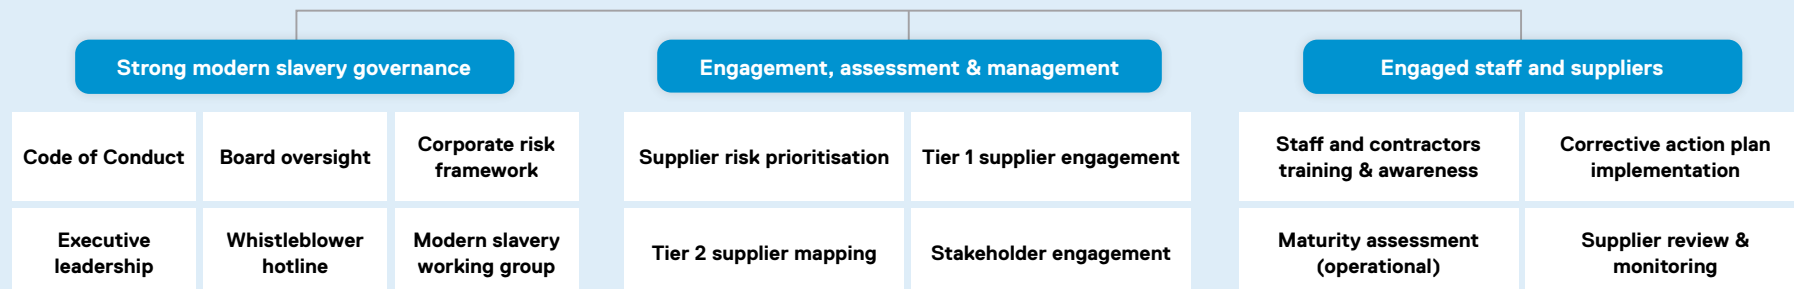 Strong modern slavery governance
Engagement, assessment & management
Engaged staff and suppliers
Code of Conduct
Board oversight
Corporate risk
framework
Supplier risk prioritisation
Tier 1 supplier engagement
Staff and contractors
training & awareness
Corrective action plan
implementation
Executive
leadership
Whistleblower
hotline
Modern slavery
working group
Tier 2 supplier mapping
Stakeholder engagement
Maturity assessment
(operational)
Supplier review &
monitoring